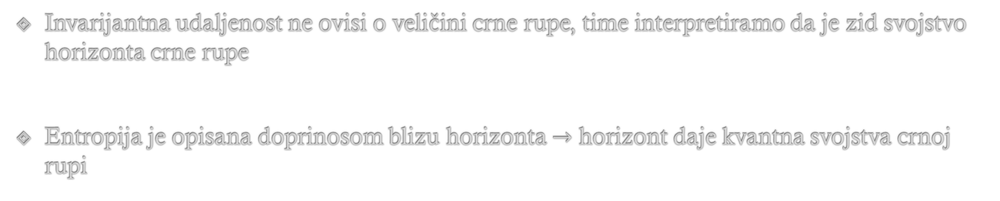 Invarijantna udaljenost ne ovisi o veličini crne rupe, time interpretiramo da je zid svojstvo
horizonta crne rupe
Entropija je opisana doprinosom blizu horizonta → horizont daje kvantna svojstva crnoj
rupi